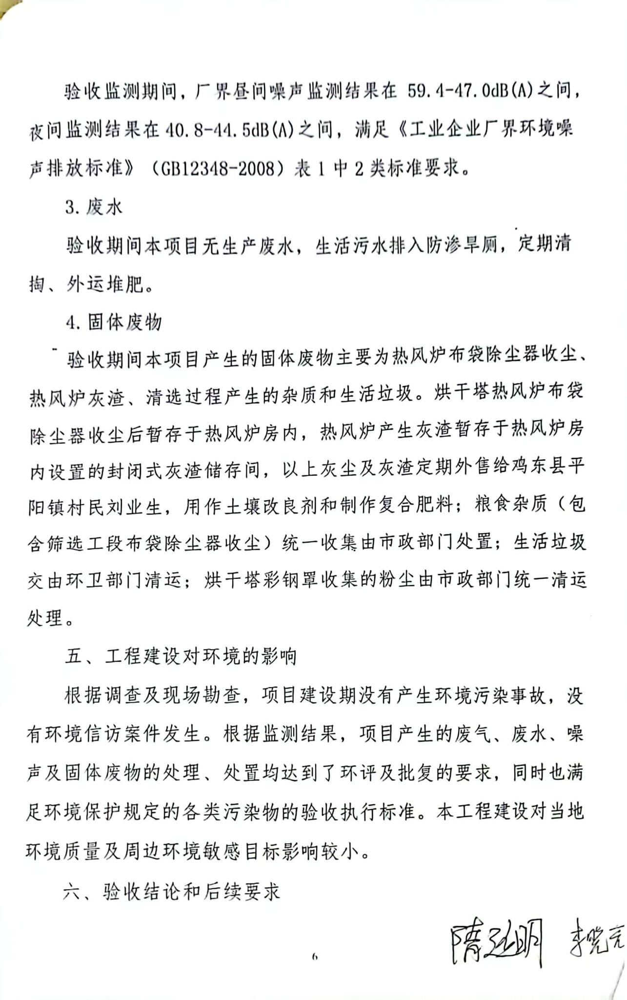 验收监测期间，厂界昼间噪声监测结果在 59.4-47.0dB(A)之间，
夜间监测结果在 40.8-44.5dB(A)之间，满足《工业企业厂界环境噪
声排放标准》（GB12348-2008）表 1 中 2 类标准要求。
3. 废水
验收期间本项目无生产废水，生活污水排入防渗旱厕，定期清
掏、外运堆肥。
4. 固体废物
验收期间本项目产生的固体废物主要为热风炉布袋除尘器收尘、
热风炉灰渣、清选过程产生的杂质和生活垃圾。烘干塔热风炉布袋
除尘器收尘后暂存于热风炉房内，热风炉产生灰渣暂存于热风炉房
内设置的封闭式灰渣储存间，以上灰尘及灰渣定期外售给鸡东县平
阳镇村民刘业生，用作土壤改良剂和制作复合肥料；粮食杂质（包
含筛选工段布袋除尘器收尘）统一收集由市政部门处置；生活垃圾
交由环卫部门清运；烘干塔彩钢罩收集的粉尘由市政部门统一清运
处理。
五、工程建设对环境的影响
根据调查及现场勘查，项目建设期没有产生环境污染事故，没
有环境信访案件发生。根据监测结果，项目产生的废气、废水、噪
声及固体废物的处理、处置均达到了环评及批复的要求，同时也满
足环境保护规定的各类污染物的验收执行标准。本工程建设对当地
环境质量及周边环境敏感目标影响较小。
六、验收结论和后续要求
李晓亮
6